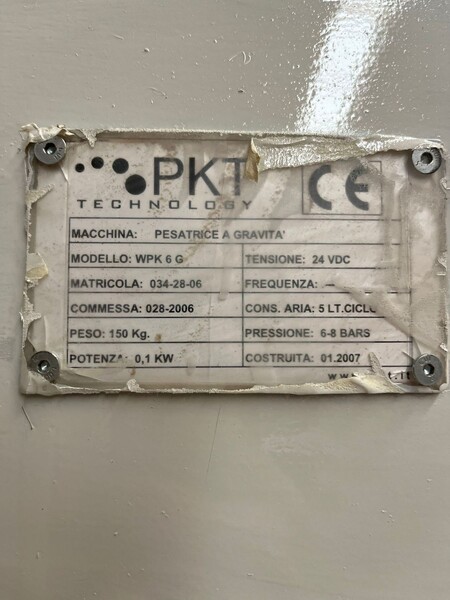 PKT
TECHNOLOGY
CE
MACCHINA: PESATRICE A GRAVITA'
MODELLO: WPK 6 G TENSIONE: 24 VDC
MATRICOLA: 034-28-06 FREQUENZA: —
COMMESSA: 028-2006 CONS. ARIA: 5 LT.CICLO
PESO: 150 Kg. PRESSIONE: 6-8 BARS
POTENZA: 0,1 KW COSTRUITA: 01.2007